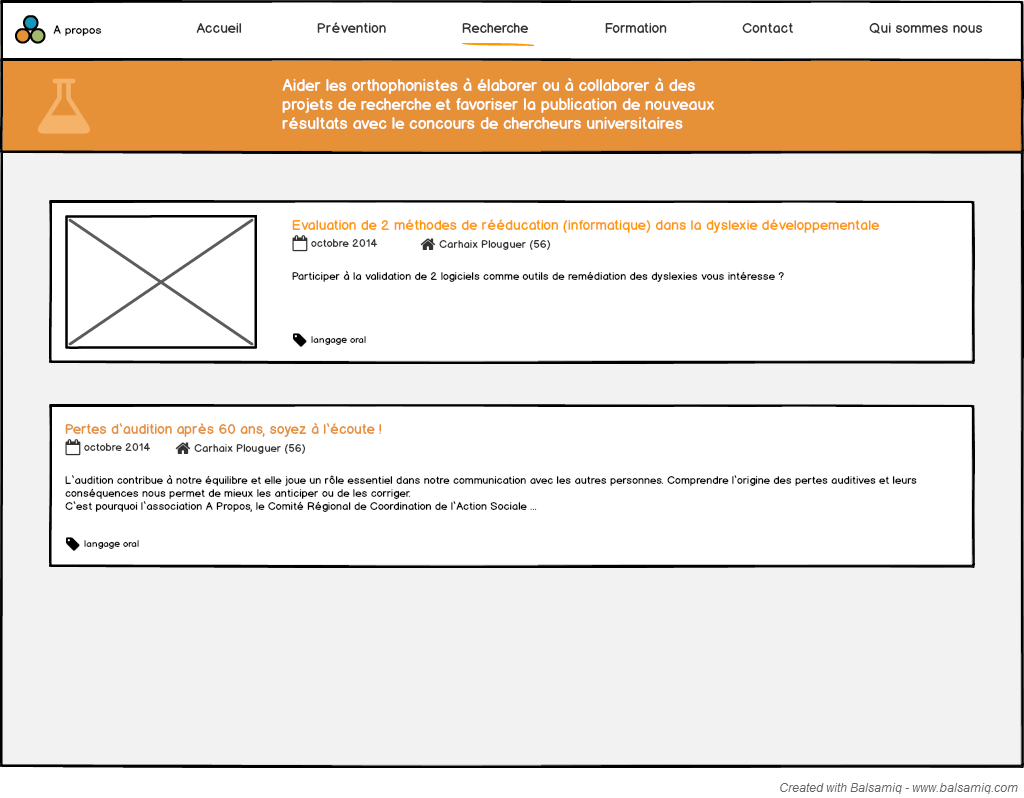 A propos
Accueil
Prévention
Recherche
Formation
Contact
Qui sommes nous
Aider les orthophonistes à élaborer ou à collaborer à des
projets de recherche et favoriser la publication de nouveaux
résultats avec le concours de chercheurs universitaires
Evaluation de 2 méthodes de rééducation (informatique) dans la dyslexie développementale
octobre 2014
Carhaix Plouguer (56)
Participer à la validation de 2 logiciels comme outils de remédiation des dyslexies vous intéresse ?
langage oral
Pertes d'audition après 60 ans, soyez à l'écoute !
octobre 2014
Carhaix Plouguer (56)
L'audition contribue à notre équilibre et elle joue un rôle essentiel dans notre communication avec les autres personnes. Comprendre l'origine des pertes auditives et leurs
conséquences nous permet de mieux les anticiper ou de les corriger.
C'est pourquoi l'association A Propos, le Comité Régional de Coordination de l'Action Sociale ...
langage oral
Created with Balsamiq - www.balsamiq.com